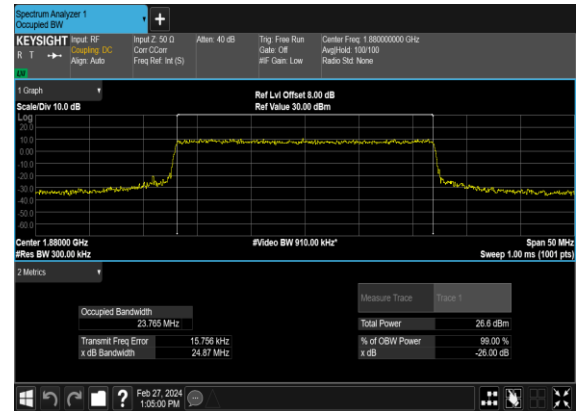 Spectrum Analyzer 1
Occupied BW
KEYSIGHT Input: RF Input Z: 50 Ω Atten: 40 dB Trig: Free Run Center Freq: 1.880000000 GHz
R T Coupling: DC Corr CCorr Gate: Off Avg|Hold: 100/100
Align: Auto Freq Ref: Int (S) #IF Gain: Low Radio Std: None
1 Graph
Ref Lvl Offset 8.00 dB
Scale/Div 10.0 dB Ref Value 30.00 dBm
Log
20.0
10.0
0.00
-10.0
-20.0
-30.0
-40.0
-50.0
-60.0
Center 1.88000 GHz #Video BW 910.00 kHz* Span 50 MHz
#Res BW 300.00 kHz Sweep 1.00 ms (1001 pts)
2 Metrics
Measure Trace Trace 1
Occupied Bandwidth
23.765 MHz Total Power 26.6 dBm
Transmit Freq Error 15.756 kHz % of OBW Power 99.00 %
x dB Bandwidth 24.87 MHz x dB -26.00 dB
Feb 27, 2024
1:05:00 PM